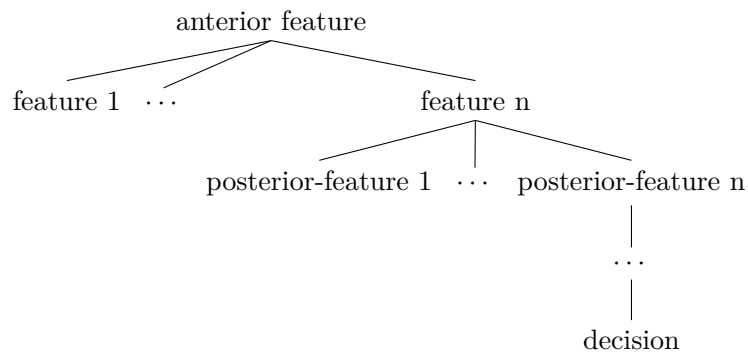 anterior feature
feature 1 ··· feature n
posterior-feature 1 ··· posterior-feature n
···
decision